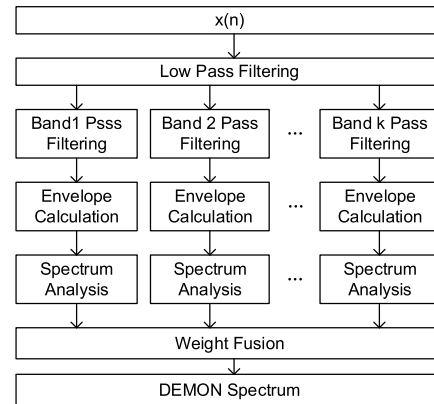 x(n)
Low Pass Filtering
Band1 Psss
Filtering
Band 2 Pass
Filtering
...
Band k Pass
Filtering
Envelope
Calculation
Envelope
Calculation
...
Envelope
Calculation
Spectrum
Analysis
Spectrum
Analysis
...
Spectrum
Analysis
Weight Fusion
DEMON Spectrum